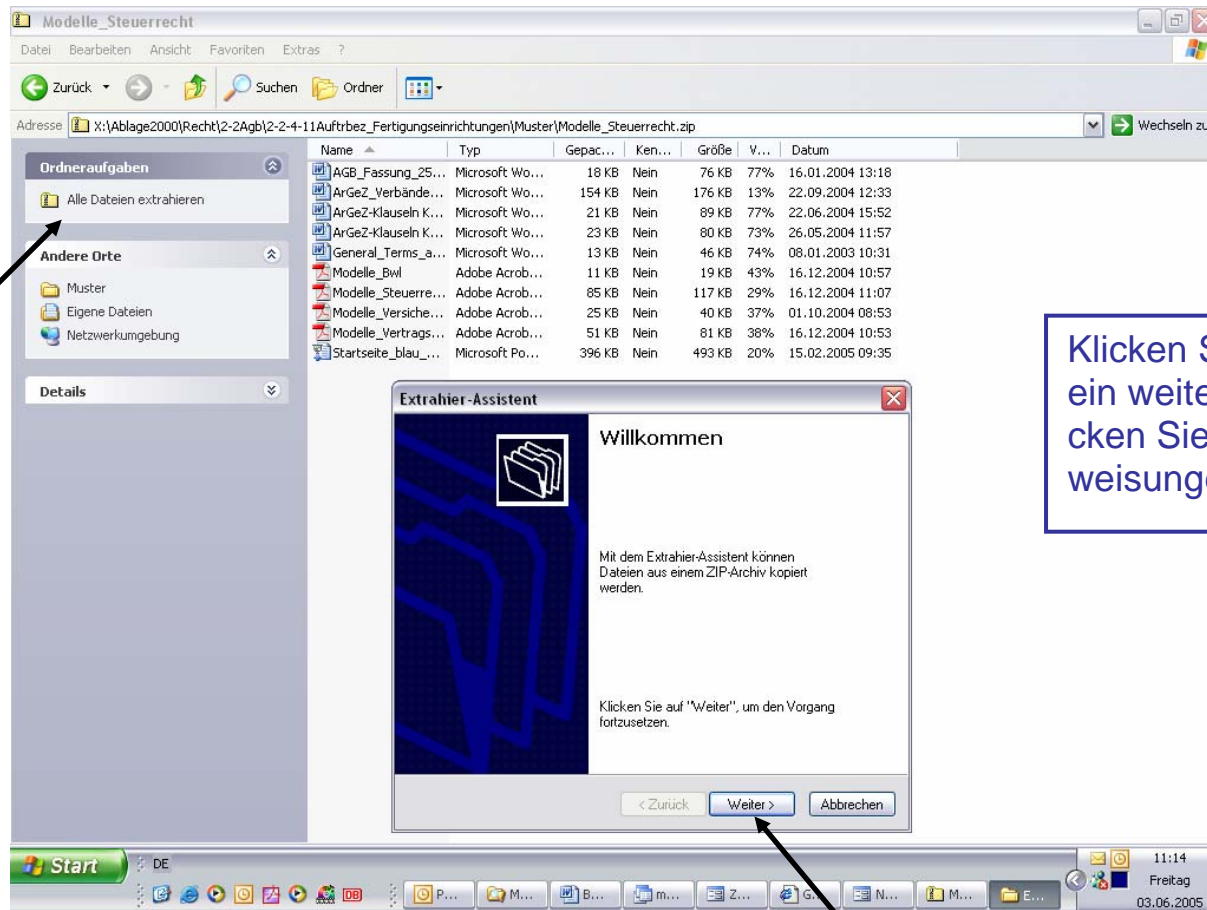 Modelle_Steuerrecht
Datei Bearbeiten Ansicht Favoriten Extras ?
Zurück Suchen Ordner
Adresse X:\Ablage2000\Recht\2-2Agb\2-2-4-11Auftrbez_Fertigungseinrichtungen\Muster\Modelle_Steuerrecht.zip Wechseln zu
Name Typ Gepac... Ken... Größe V... Datum
Ordneraufgaben
Alle Dateien extrahieren
Andere Orte
Muster
Eigene Dateien
Netzwerkumgebung
Details
AGB_Fassung_25... Microsoft Wo... 18 KB Nein 76 KB 77% 16.01.2004 13:18
ArGeZ_Verbände... Microsoft Wo... 154 KB Nein 176 KB 13% 22.09.2004 12:33
ArGeZ-Klauseln K... Microsoft Wo... 21 KB Nein 89 KB 77% 22.06.2004 15:52
ArGeZ-Klauseln K... Microsoft Wo... 23 KB Nein 80 KB 73% 26.05.2004 11:57
General_Terms_a... Microsoft Wo... 13 KB Nein 46 KB 74% 08.01.2003 10:31
Modelle_Bwl Adobe Acrob... 11 KB Nein 19 KB 43% 16.12.2004 10:57
Modelle_Steuerre... Adobe Acrob... 85 KB Nein 117 KB 29% 16.12.2004 11:07
Modelle_Versiche... Adobe Acrob... 25 KB Nein 40 KB 37% 01.10.2004 08:53
Modelle_Vertrags... Adobe Acrob... 51 KB Nein 81 KB 38% 16.12.2004 10:53
Startseite_blau_... Microsoft Po... 396 KB Nein 493 KB 20% 15.02.2005 09:35
Klicken S
ein weite
cken Sie
weisunge
Extrahier-Assistent
Willkommen
Mit dem Extrahier-Assistent können
Dateien aus einem ZIP-Archiv kopiert
werden.
Klicken Sie auf "Weiter", um den Vorgang
fortzusetzen.
< Zurück Weiter > Abbrechen
Start DE
DB P... M... B... m... Z... G... N... M... E...
11:14
Freitag
03.06.2005